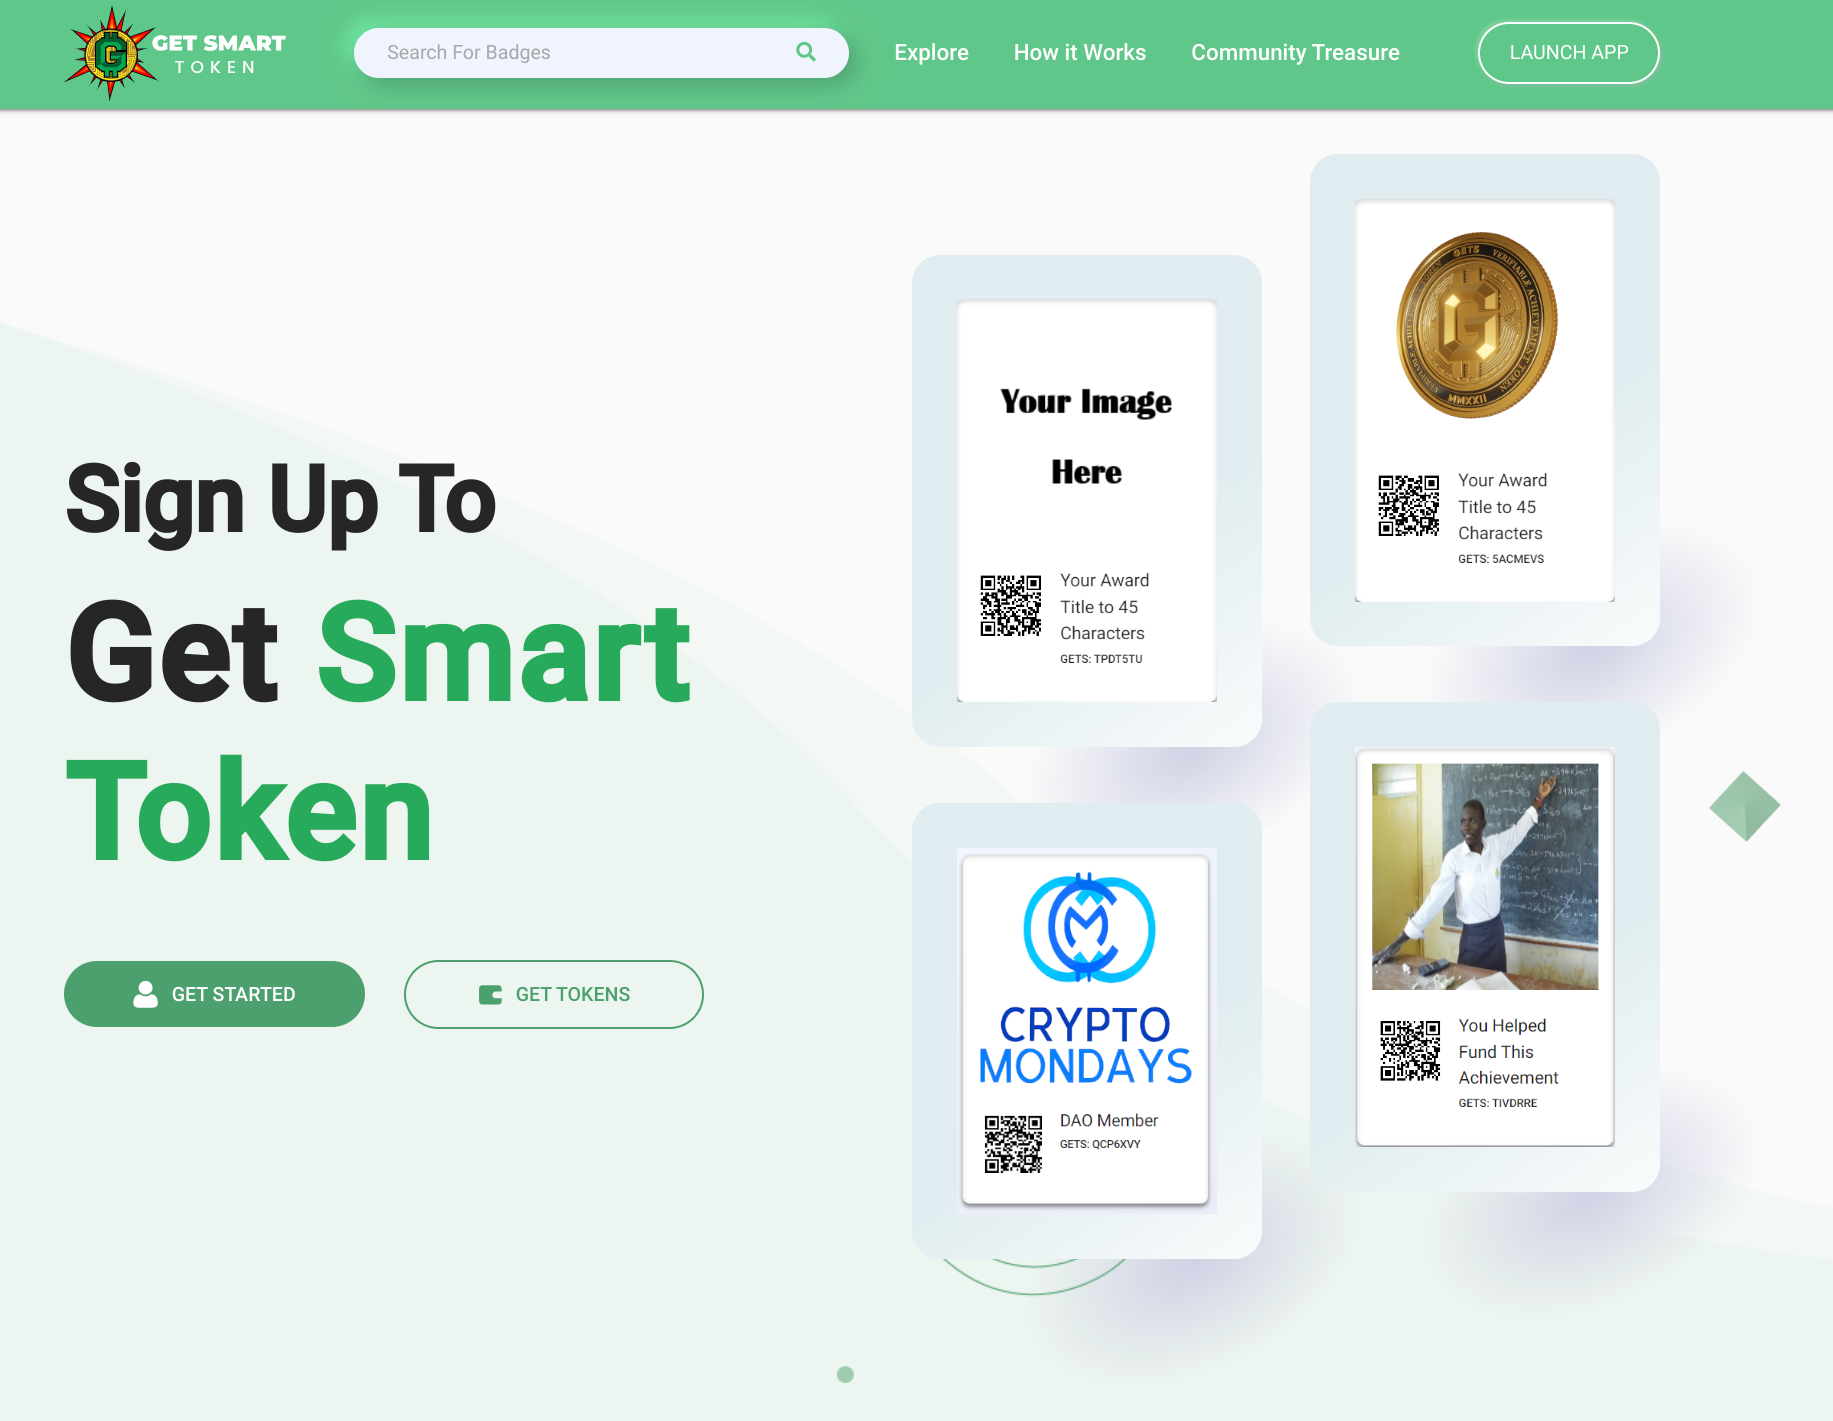 GET SMART
TOKEN
Search For Badges
Explore
How it Works
Community Treasure
LAUNCH APP
Sign Up To
Get Smart
Token
GET STARTED
GET TOKENS
Your Image
Here
Your Award
Title to 45
Characters
GETS: TPDT5TU
GETS VERIFIABLE ACHIEVEMENT TOKEN
MMXXII
Your Award
Title to 45
Characters
GETS: 5ACMEVS
CRYPTO
MONDAYS
DAO Member
GETS: QCP6XVY
You Helped
Fund This
Achievement
GETS: TIVDRRE